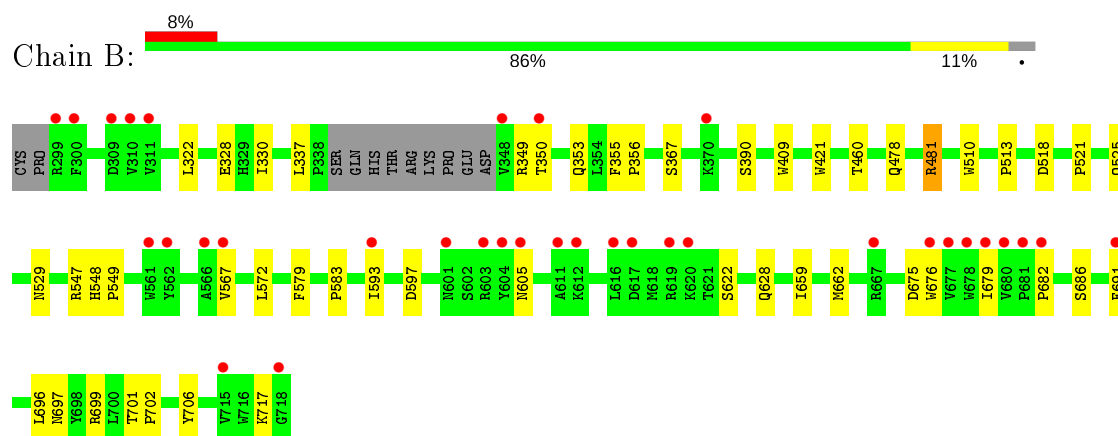 8%
Chain B:
86%
11%
CYS PRO R299 F300 D309 V310 V311 L322 E328 H329 I330 L337 P338 SER GLN HIS THR ARG LYS PRO GLU ASP V348 R349 T350 Q353 L354 F355 P356 S367 K370 S390 W409 W421 T460 Q478 R481 W510 P513 D518 P521 Q525
N529 R547 H548 P549 W561 Y562 A566 V567 L572 F579 P583 I593 D597 N601 S602 R603 Y604 N605 A611 K612 L616 D617 M618 R619 K620 T621 S622 Q628 I659 M662 R667 D675 W676 V677 W678 I679 V680 P681 P682 S686
L696 N697 Y698 R699 L700 T701 P702 Y706 V715 W716 K717 G718